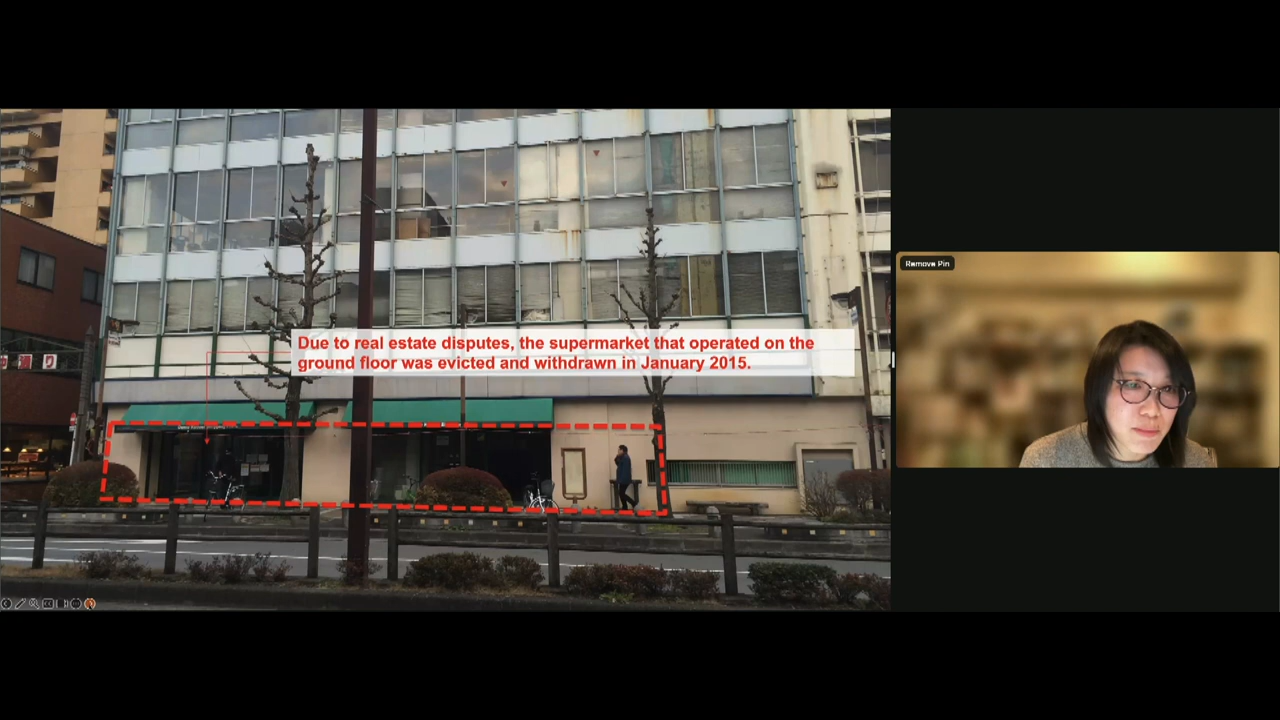 Due to real estate disputes, the supermarket that operated on the
ground floor was evicted and withdrawn in January 2015.
Remove Pin